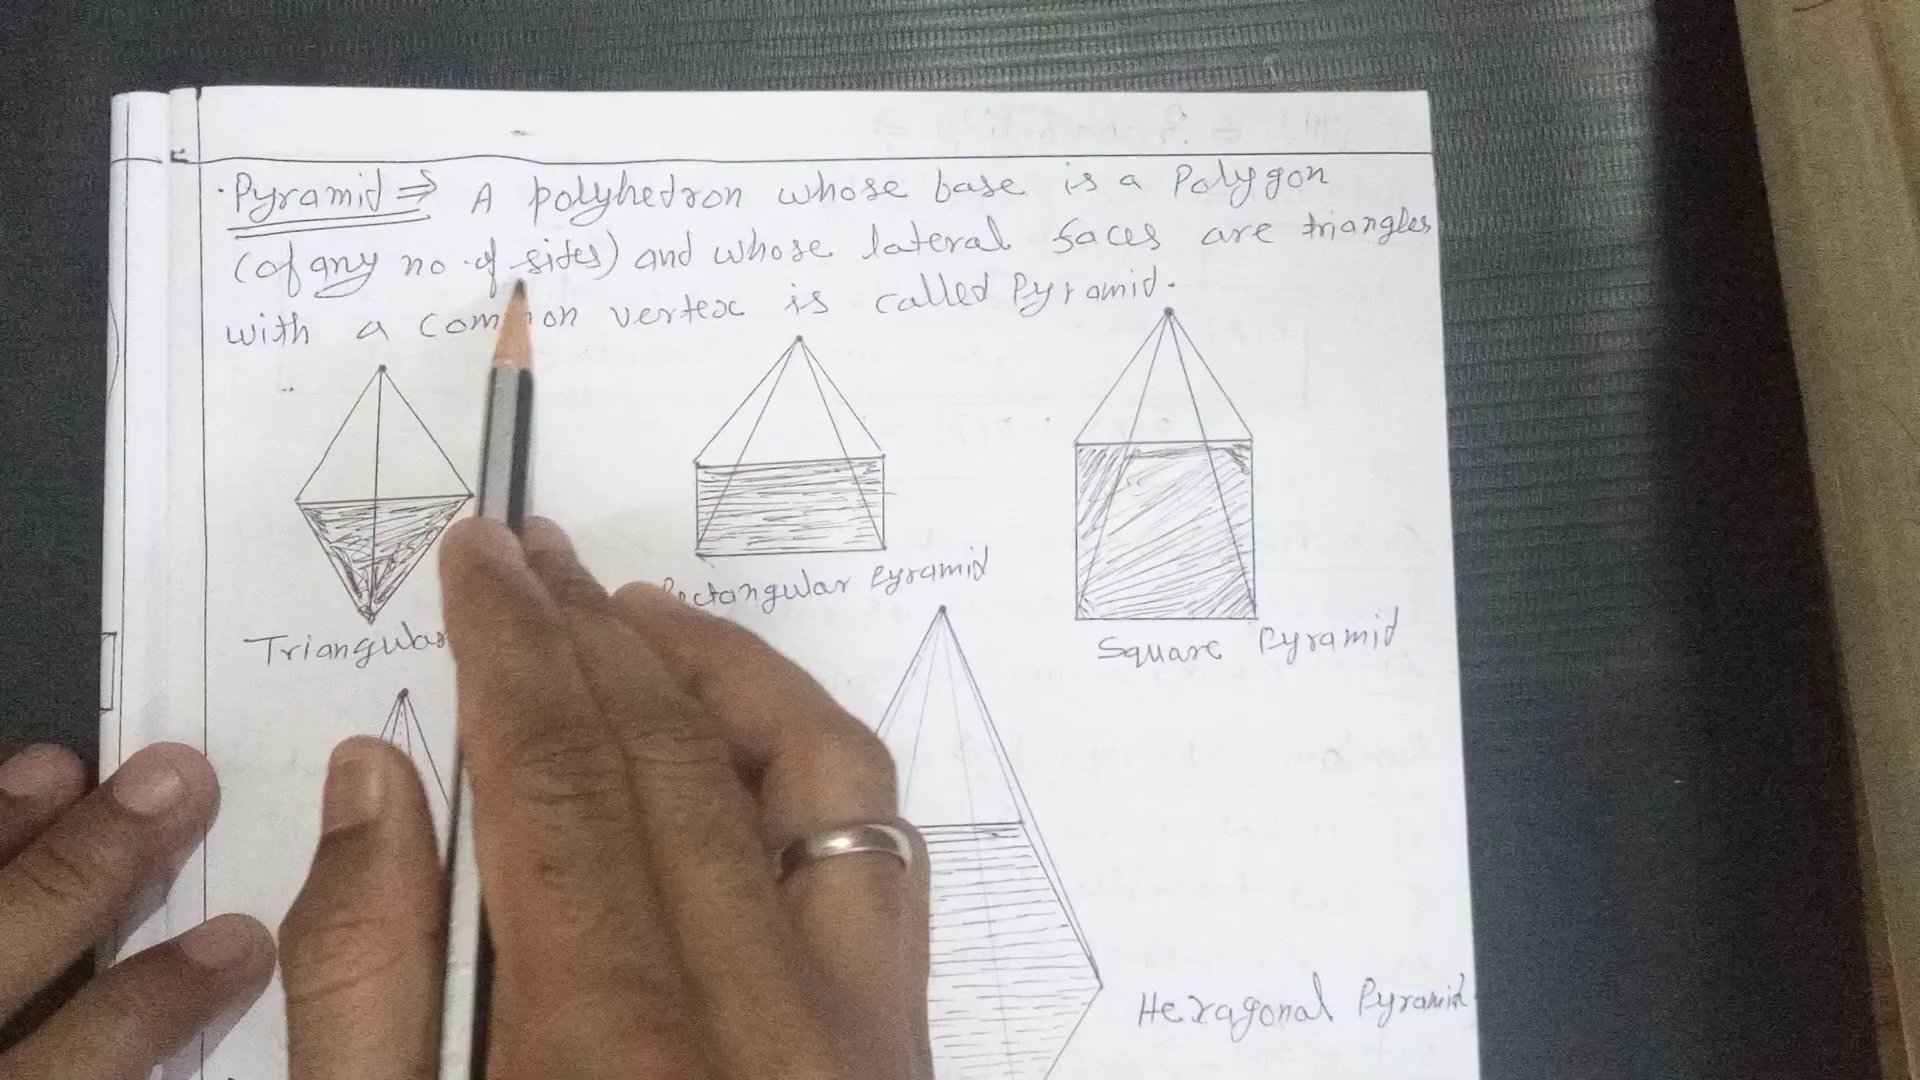 Pyramid ⇒ A polyhedron whose base is a Polygon
(of any no. of sides) and whose lateral faces are triangles
with a common vertex is called Pyramid.
Rectangular Pyramid
Triangular
Square Pyramid
Hexagonal Pyramid